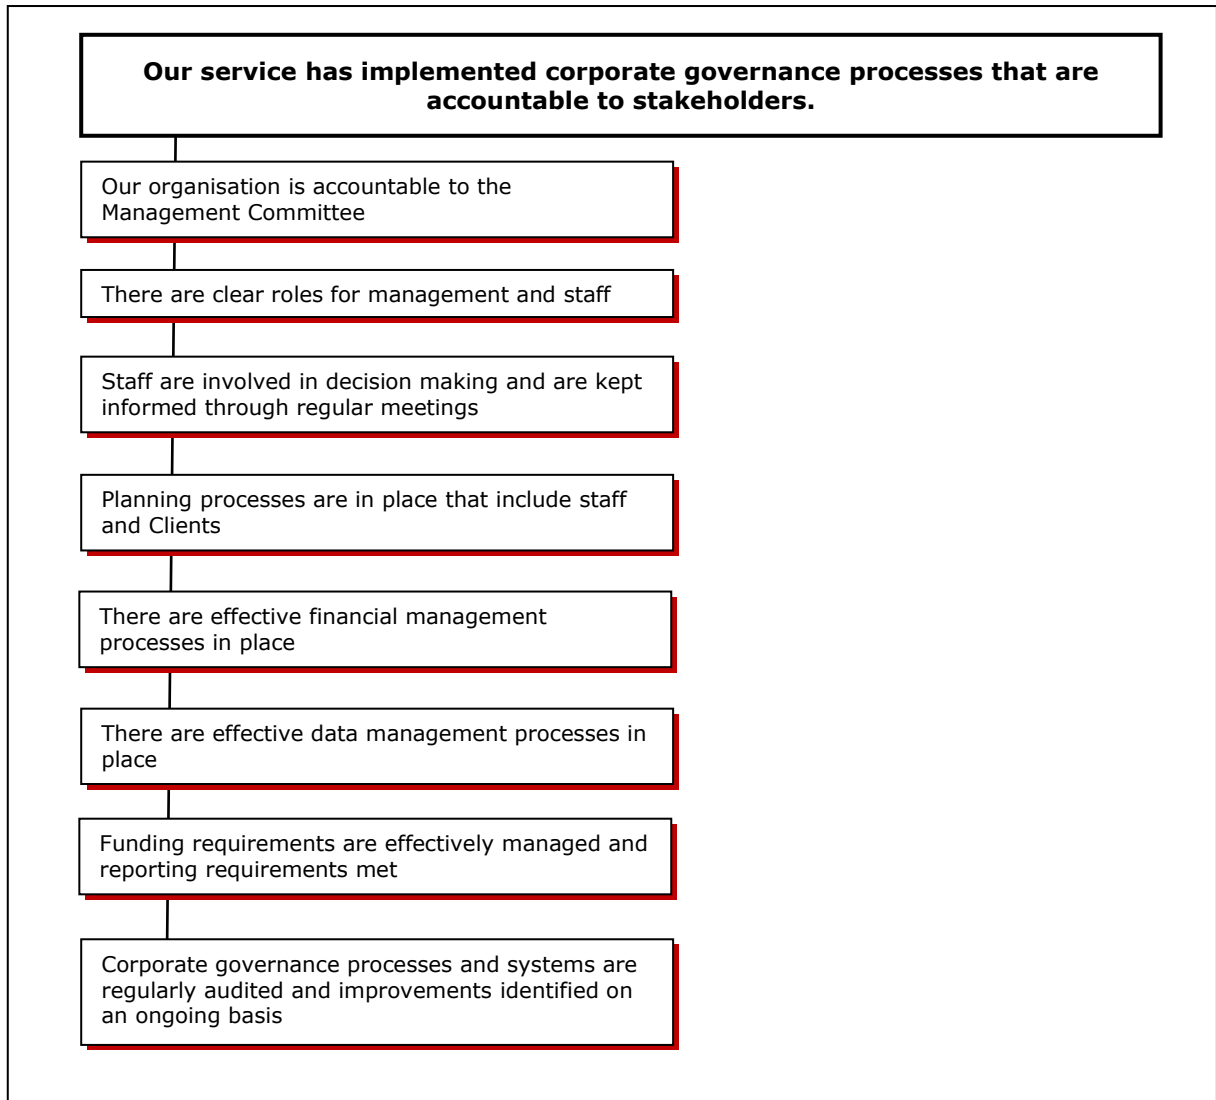 Our service has implemented corporate governance processes that are
accountable to stakeholders.
Our organisation is accountable to the
Management Committee
There are clear roles for management and staff
Staff are involved in decision making and are kept
informed through regular meetings
Planning processes are in place that include staff
and Clients
There are effective financial management
processes in place
There are effective data management processes in
place
Funding requirements are effectively managed and
reporting requirements met
Corporate governance processes and systems are
regularly audited and improvements identified on
an ongoing basis